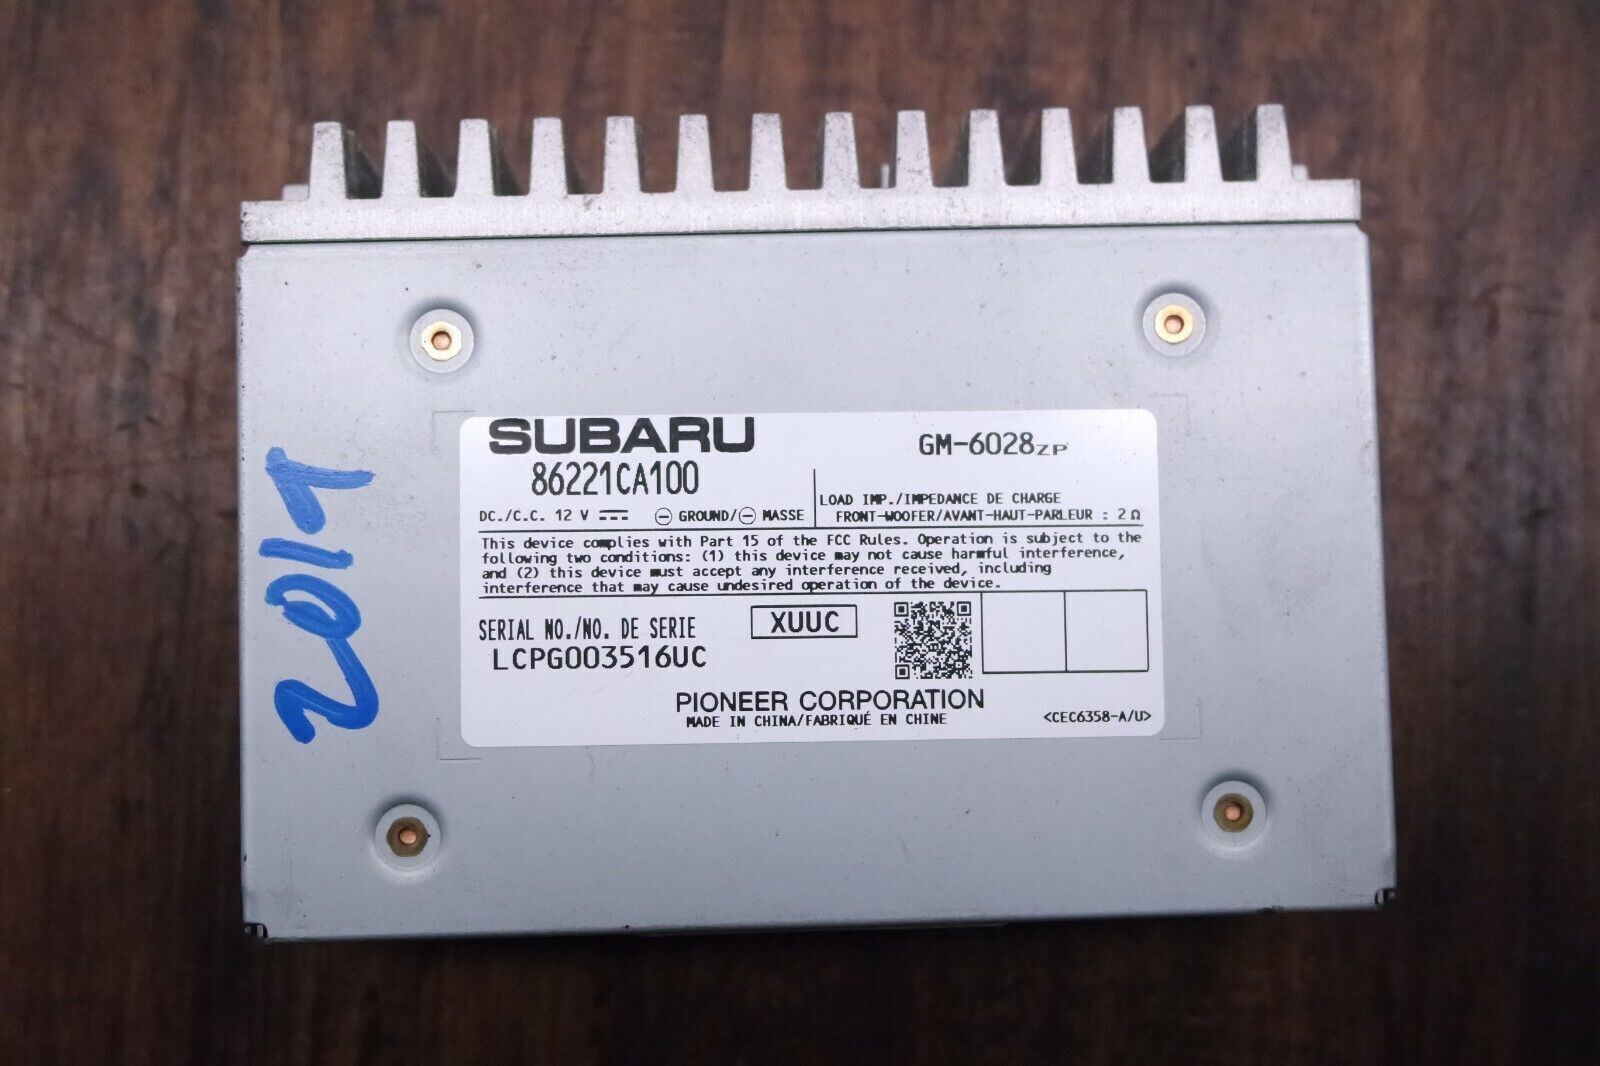 SUBARU
86221CA100
GM-6028ZP
DC./C.C. 12 V ⎓ ⊖ GROUND/⊖ MASSE
LOAD IMP./IMPEDANCE DE CHARGE
FRONT-WOOFER/AVANT-HAUT-PARLEUR : 2 Ω
This device complies with Part 15 of the FCC Rules. Operation is subject to the
following two conditions: (1) this device may not cause harmful interference,
and (2) this device must accept any interference received, including
interference that may cause undesired operation of the device.
SERIAL NO./NO. DE SERIE
XUUC
LCPG003516UC
PIONEER CORPORATION
MADE IN CHINA/FABRIQUÉ EN CHINE
<CEC6358-A/U>
2017